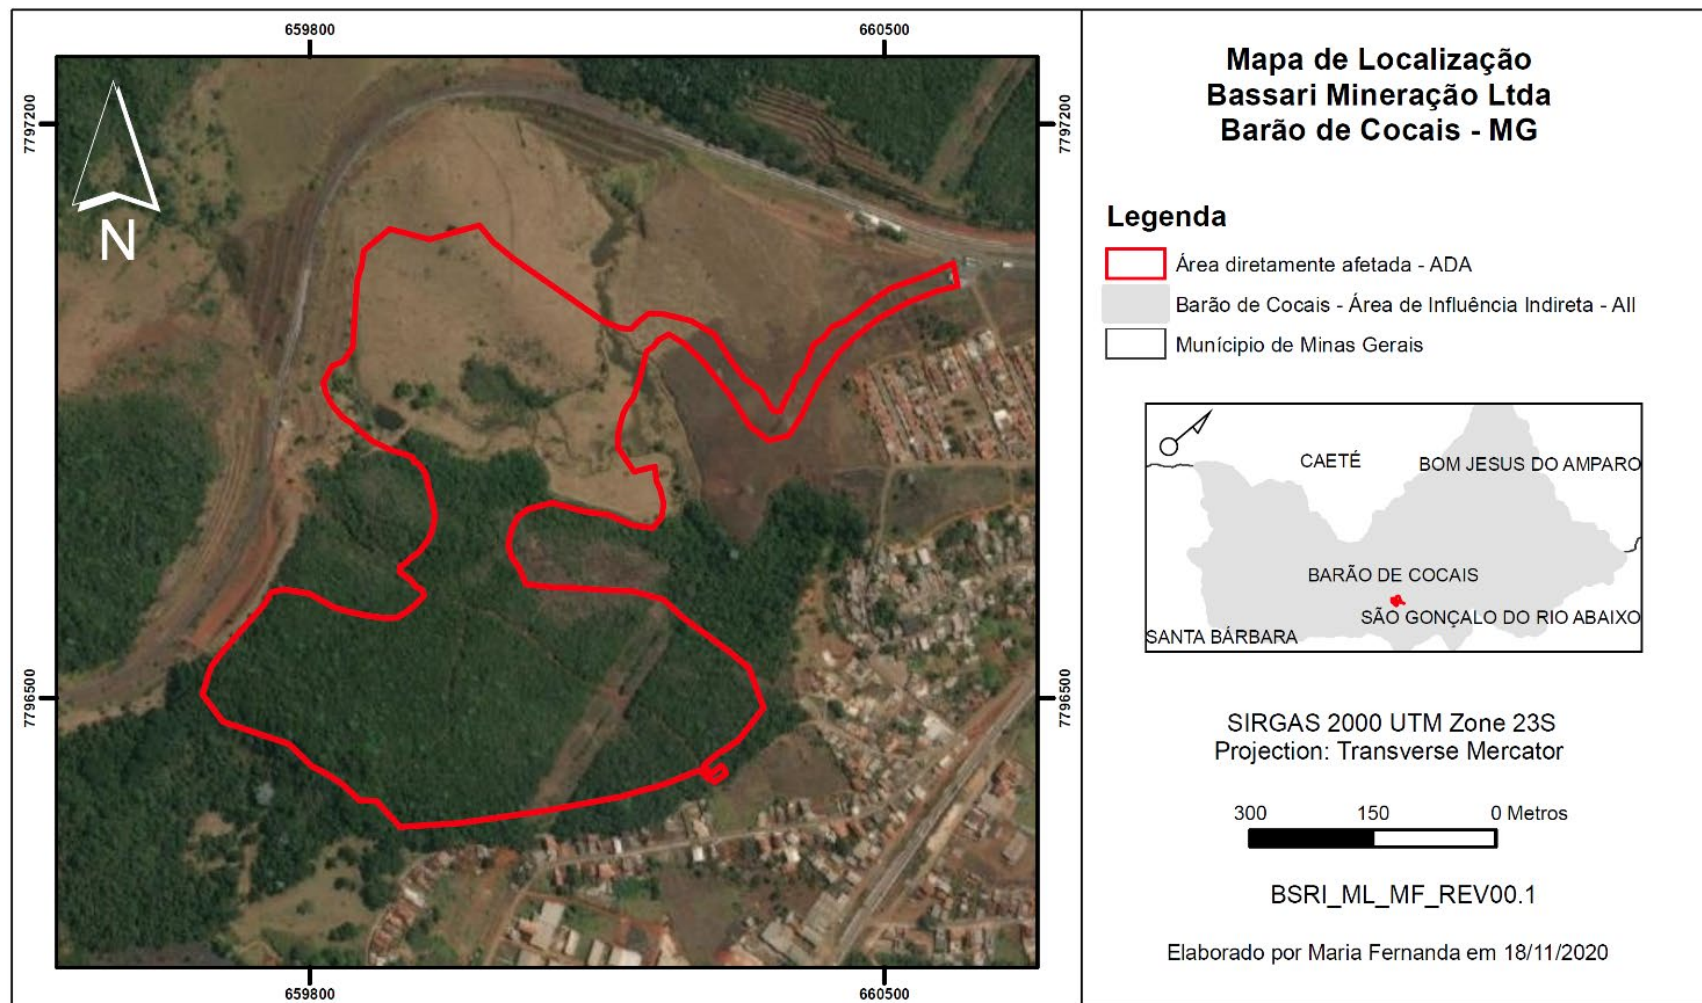 659800
660500
7797200
7797200
N
7796500
7796500
659800
660500
Mapa de Localização
Bassari Mineração Ltda
Barão de Cocais - MG
Legenda
Área diretamente afetada - ADA
Barão de Cocais - Área de Influência Indireta - AII
Munícipio de Minas Gerais
CAETÉ
BOM JESUS DO AMPARO
BARÃO DE COCAIS
SÃO GONÇALO DO RIO ABAIXO
SANTA BÁRBARA
SIRGAS 2000 UTM Zone 23S
Projection: Transverse Mercator
300 150 0 Metros
BSRI_ML_MF_REV00.1
Elaborado por Maria Fernanda em 18/11/2020